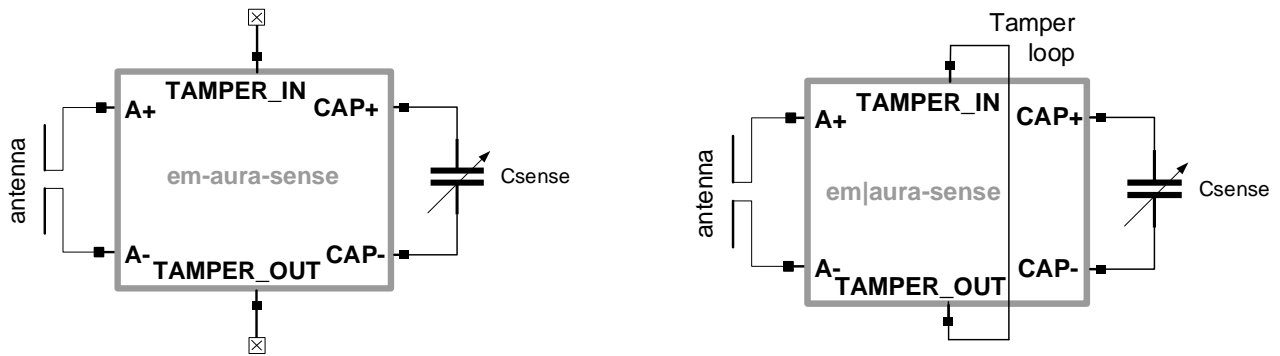 TAMPER_IN
A+
CAP+
antenna
em-aura-sense
Csense
A-
CAP-
TAMPER_OUT
Tamper
loop
TAMPER_IN
A+
CAP+
antenna
em|aura-sense
Csense
A-
CAP-
TAMPER_OUT